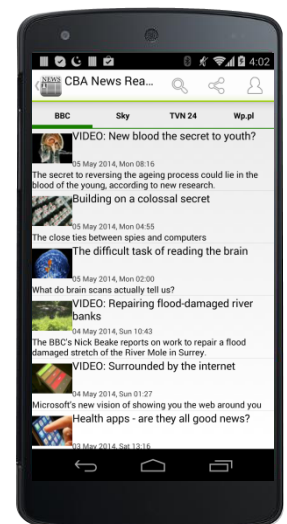 4:02
NEWS
CBA News Rea...
BBC Sky TVN 24 Wp.pl
VIDEO: New blood the secret to youth?
05 May 2014, Mon 08:16
The secret to reversing the ageing process could lie in the
blood of the young, according to new research.
Building on a colossal secret
05 May 2014, Mon 04:55
The close ties between spies and computers
The difficult task of reading the brain
05 May 2014, Mon 02:00
What do brain scans actually tell us?
VIDEO: Repairing flood-damaged river
banks
04 May 2014, Sun 10:43
The BBC's Nick Beake reports on work to repair a flood
damaged stretch of the River Mole in Surrey.
VIDEO: Surrounded by the internet
04 May 2014, Sun 01:27
Microsoft's new vision of showing you the web around you
Health apps - are they all good news?
03 May 2014, Sat 13:16